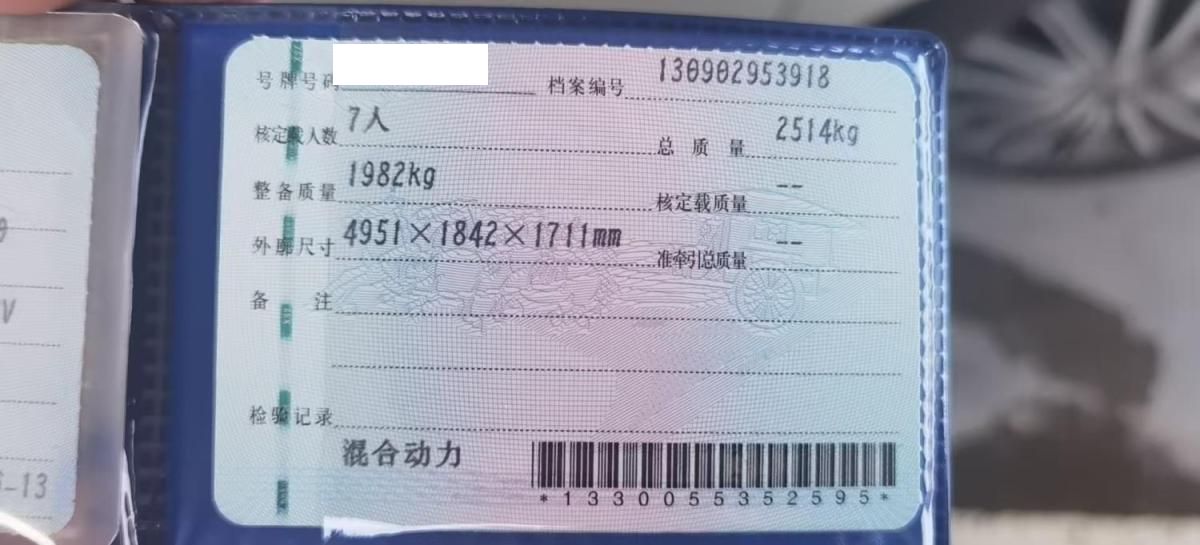 号牌号码 档案编号 130902953918
核定载人数 7人 总质量 2514kg
整备质量 1982kg 核定载质量 --
外廓尺寸 4951×1842×1711mm 准牵引总质量 --
备注
检验记录
混合动力
*1330055352595*
-13